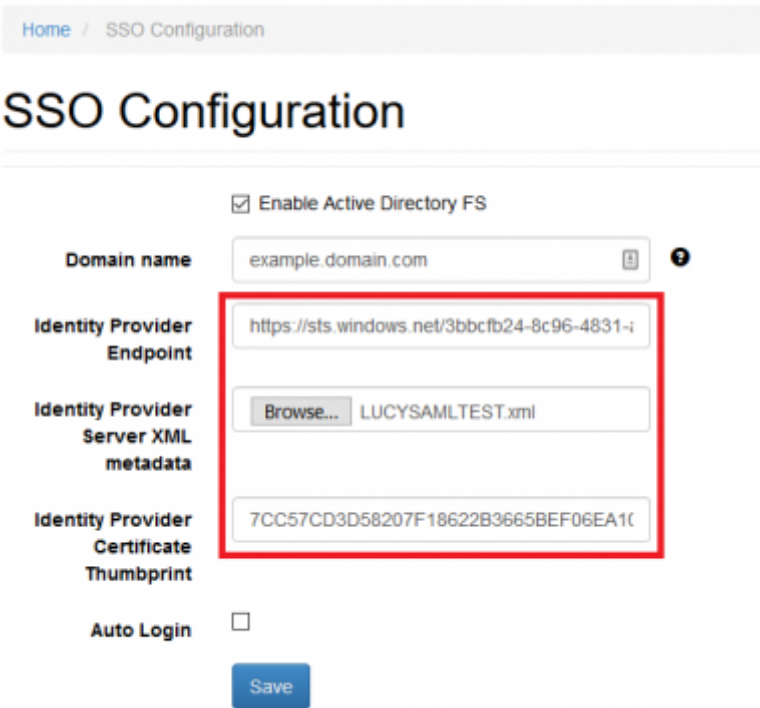 Home / SSO Configuration
SSO Configuration
Enable Active Directory FS
Domain name
example.domain.com
Identity Provider
Endpoint
https://sts.windows.net/3bbcfb24-8c96-4831-
Identity Provider
Server XML
metadata
Browse... LUCYSAMLTEST.xml
Identity Provider
Certificate
Thumbprint
7CC57CD3D58207F18622B3665BEF06EA1
Auto Login
Save